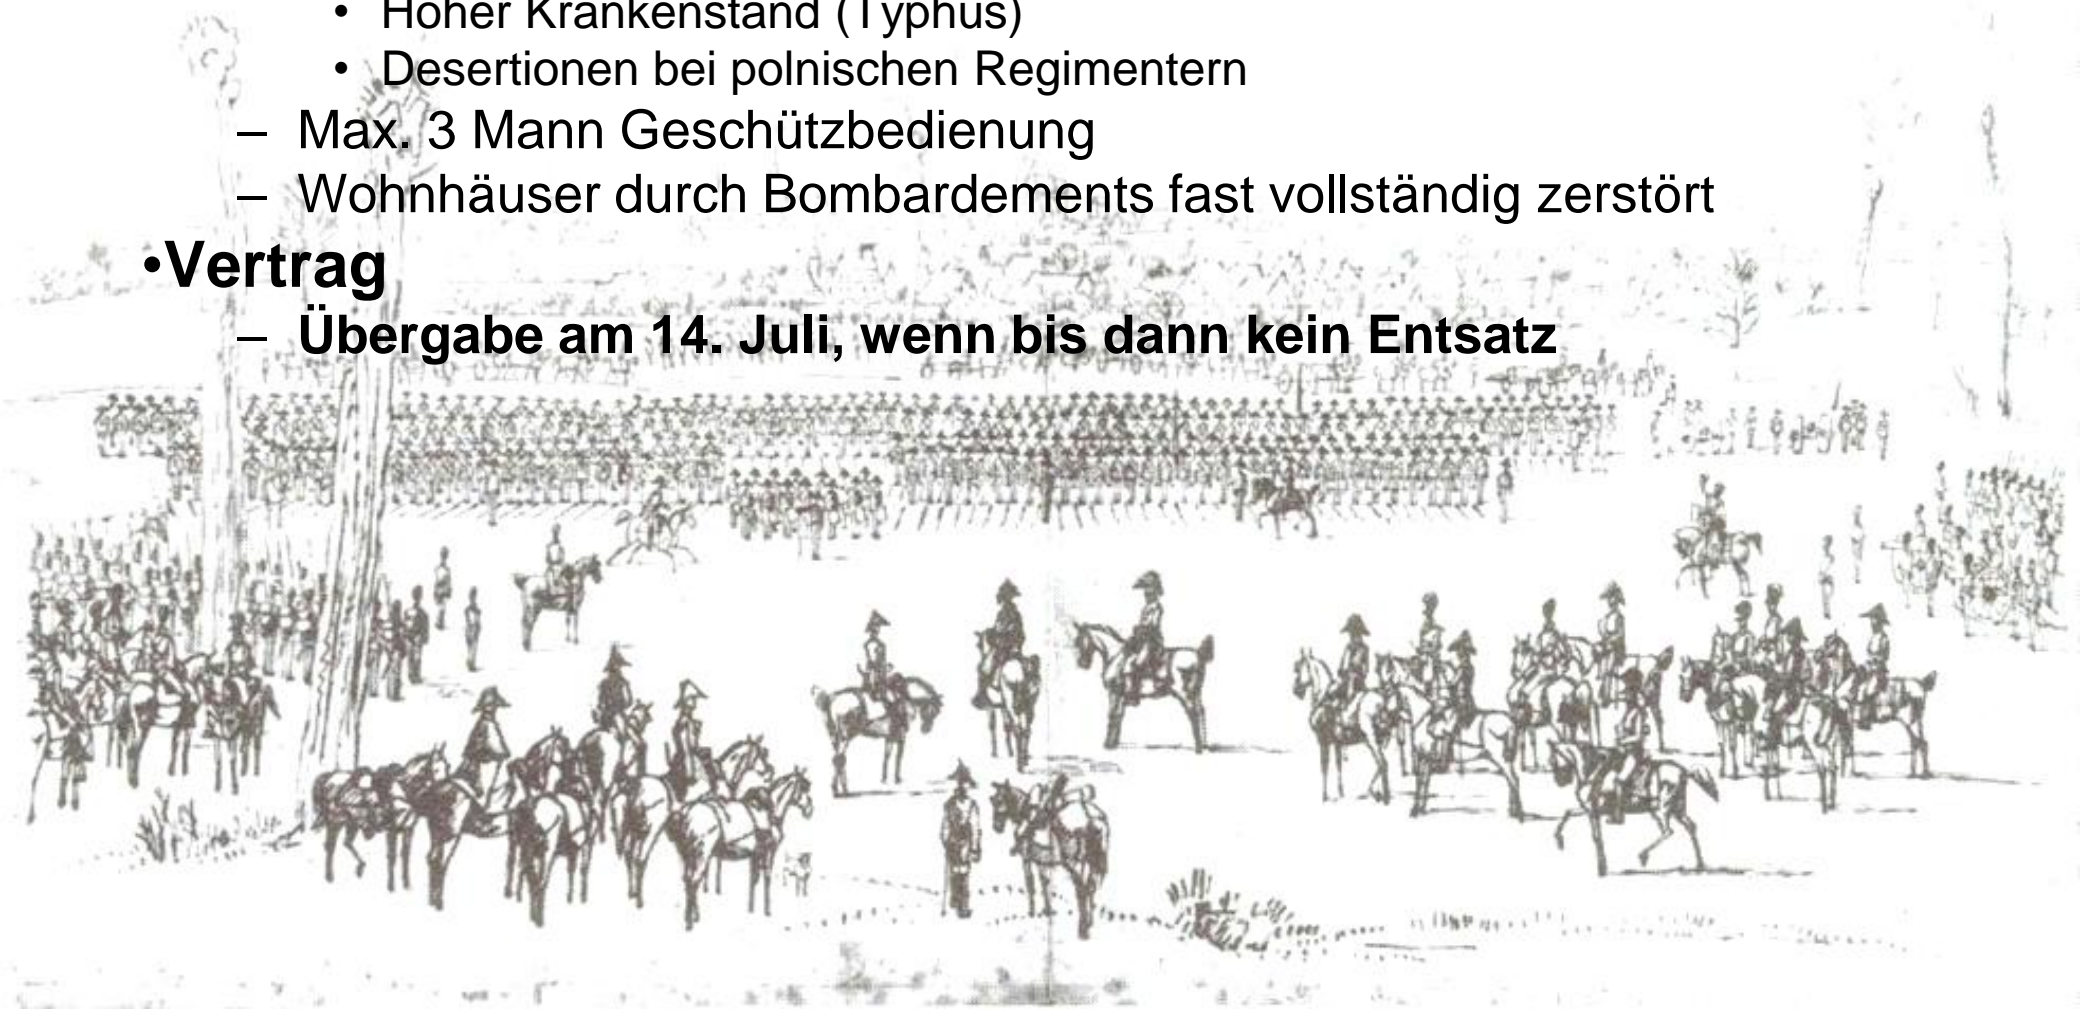 • Hoher Krankenstand (Typhus)
• Desertionen bei polnischen Regimentern
– Max. 3 Mann Geschützbedienung
– Wohnhäuser durch Bombardements fast vollständig zerstört
•Vertrag
– Übergabe am 14. Juli, wenn bis dann kein Entsatz